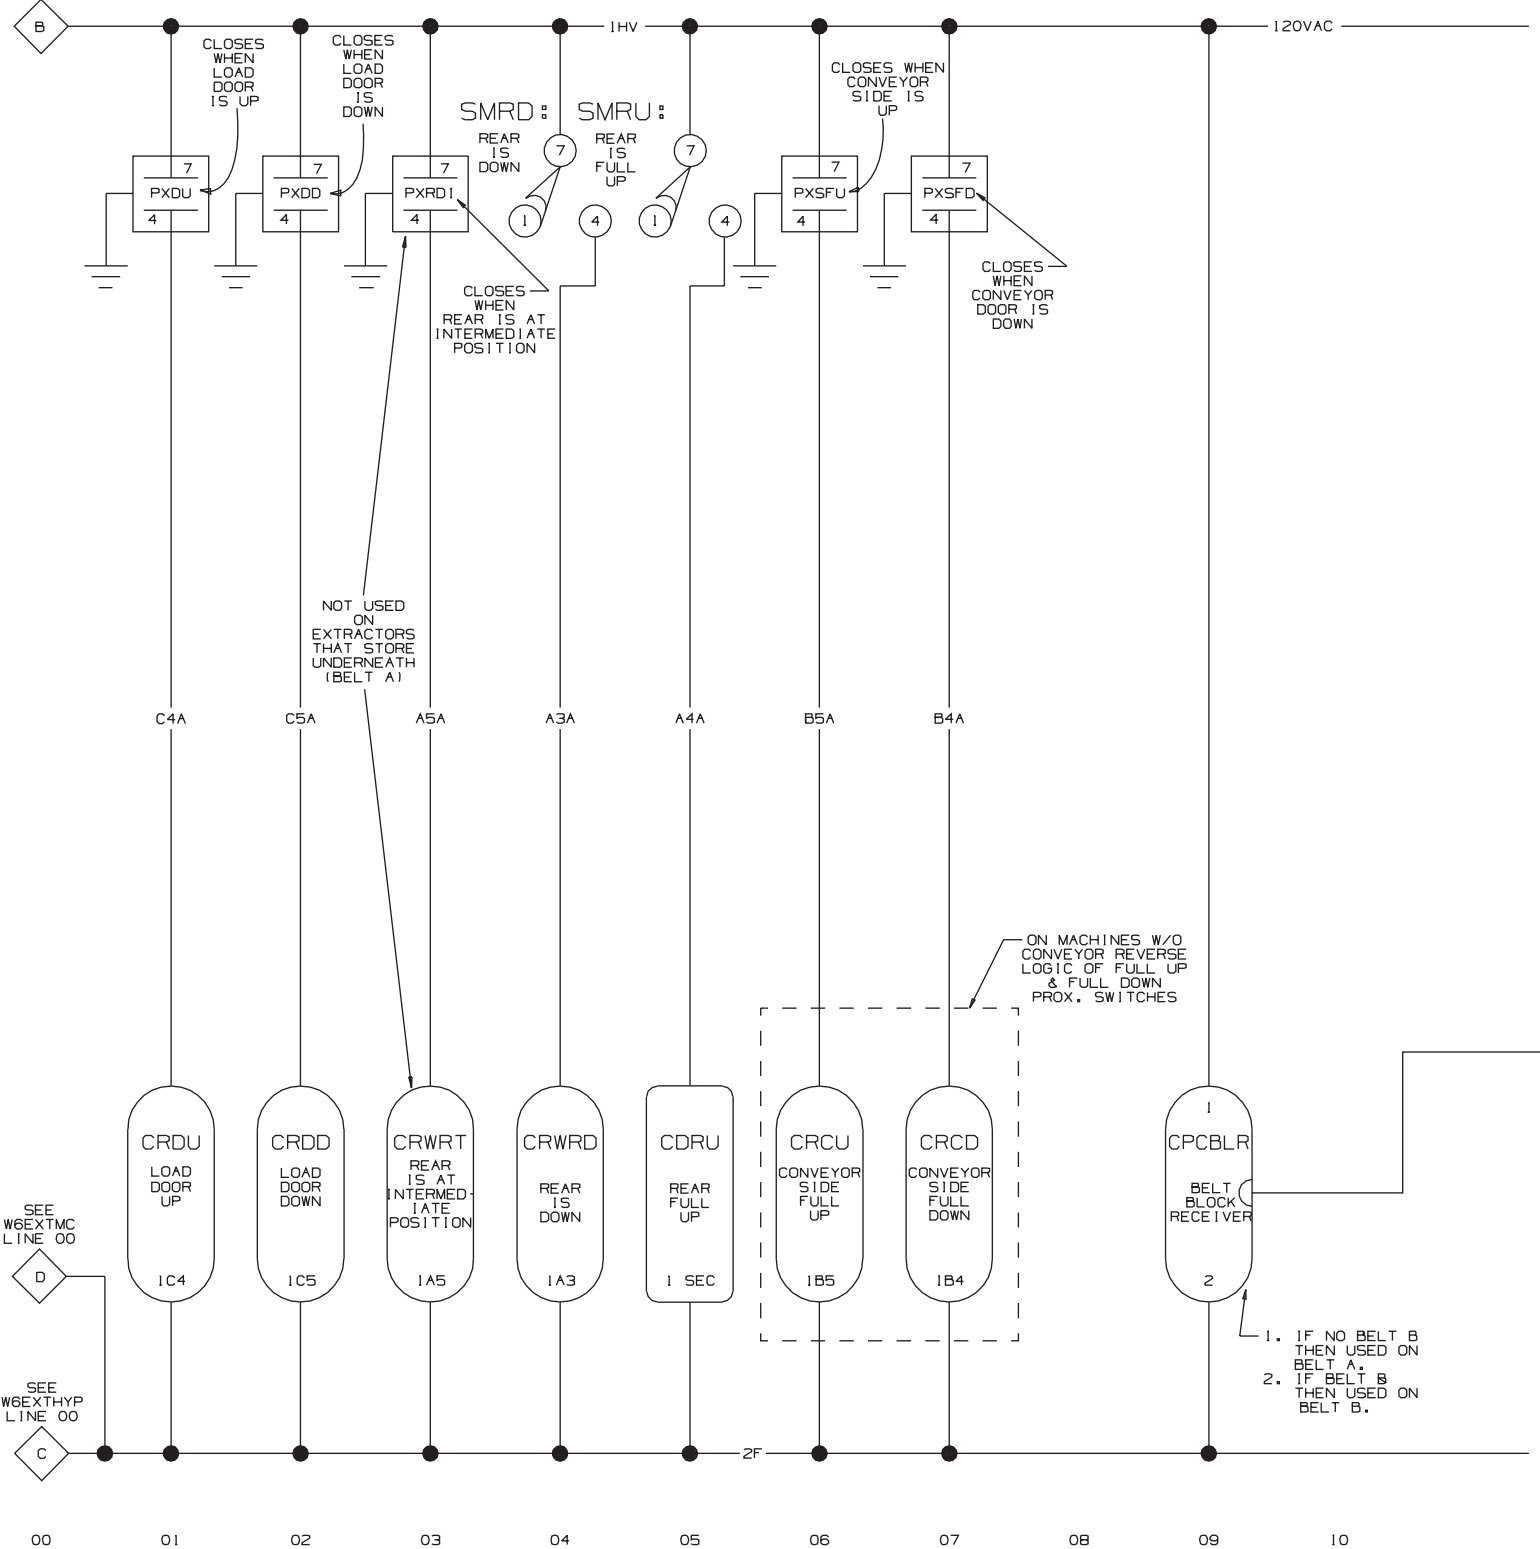 B
1HV
120VAC
CLOSES
WHEN
LOAD
DOOR
IS UP
CLOSES
WHEN
LOAD
DOOR
IS
DOWN
SMRD:
REAR
IS
DOWN
SMRU:
REAR
IS
FULL
UP
CLOSES WHEN
CONVEYOR
SIDE IS
UP
7
PXDU
4
7
PXDD
4
7
PXRDI
4
7
1
4
7
1
4
7
PXSFU
4
7
PXSFD
4
CLOSES
WHEN
REAR IS AT
INTERMEDIATE
POSITION
CLOSES
WHEN
CONVEYOR
DOOR IS
DOWN
NOT USED
ON
EXTRACTORS
THAT STORE
UNDERNEATH
(BELT A)
C4A
C5A
A5A
A3A
A4A
B5A
B4A
ON MACHINES W/O
CONVEYOR REVERSE
LOGIC OF FULL UP
& FULL DOWN
PROX. SWITCHES
CRDU
LOAD
DOOR
UP
1C4
CRDD
LOAD
DOOR
DOWN
1C5
CRWRT
REAR
IS AT
INTERMED-
IATE
POSITION
1A5
CRWRD
REAR
IS
DOWN
1A3
CDRU
REAR
FULL
UP
1 SEC
CRCU
CONVEYOR
SIDE
FULL
UP
1B5
CRCD
CONVEYOR
SIDE
FULL
DOWN
1B4
1
CPCBLR
BELT
BLOCK
RECEIVER
2
SEE
W6EXTMC
LINE 00
D
1. IF NO BELT B
THEN USED ON
BELT A.
2. IF BELT B
THEN USED ON
BELT B.
SEE
W6EXTHYP
LINE 00
C
2F
00 01 02 03 04 05 06 07 08 09 10